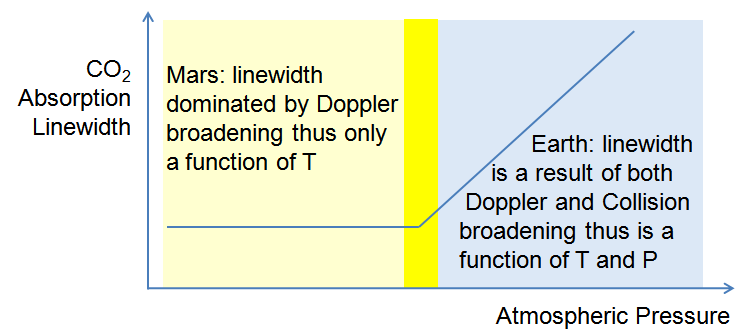 CO₂
Absorption
Linewidth
Mars: linewidth
dominated by Doppler
broadening thus only
a function of T
Earth: linewidth
is a result of both
Doppler and Collision
broadening thus is a
function of T and P
Atmospheric Pressure